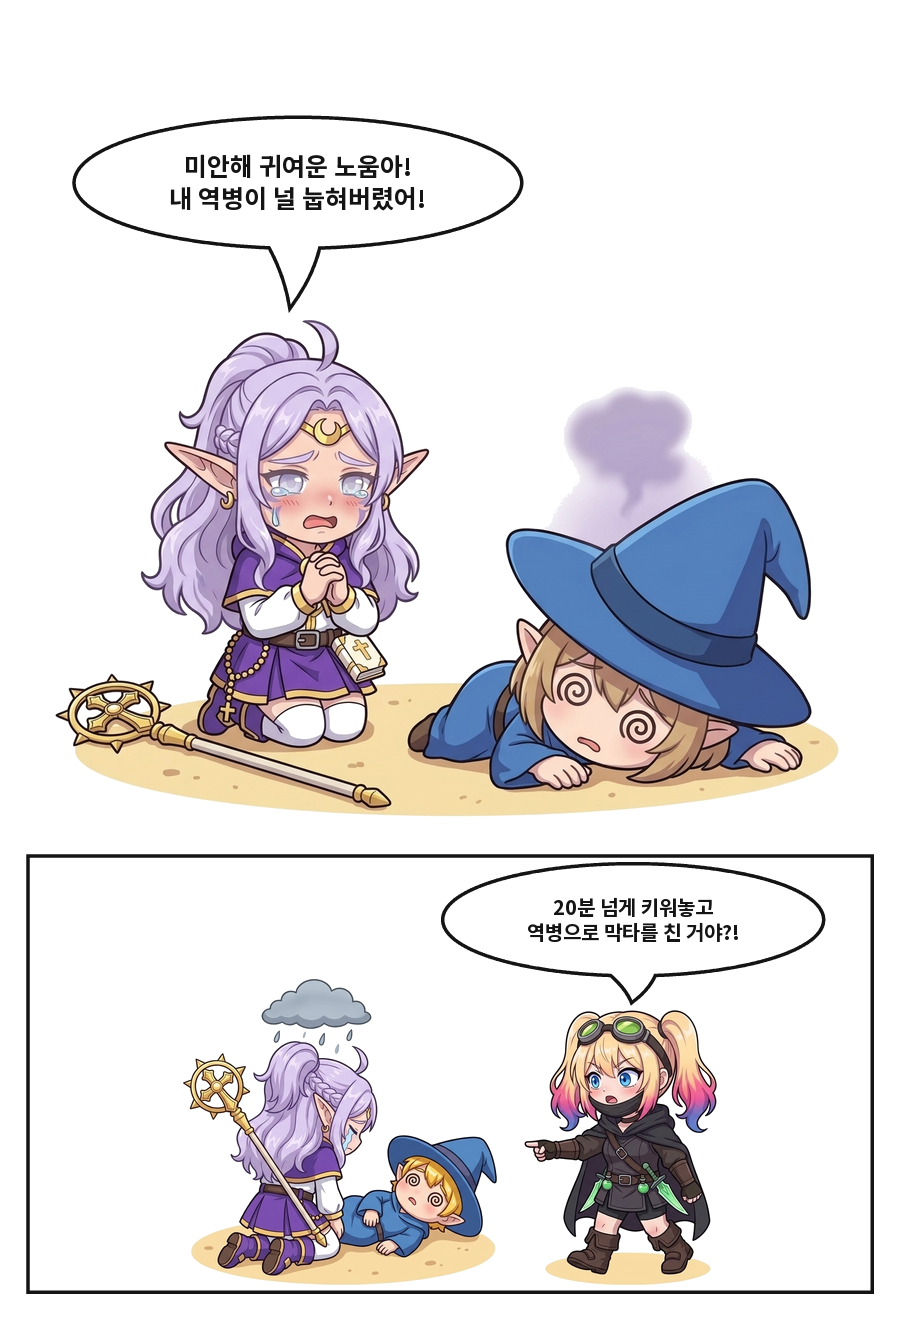 미안해 귀여운 노움아!
내 역병이 널 눕혀버렸어!
20분 넘게 키워놓고
역병으로 막타를 친 거야?!